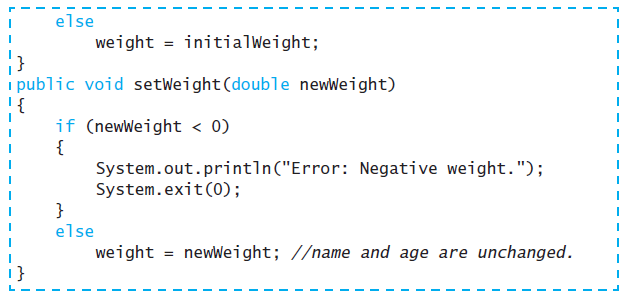 else
weight = initialWeight;
}
public void setWeight(double newWeight)
{
if (newWeight < 0)
{
System.out.println("Error: Negative weight.");
System.exit(0);
}
else
weight = newWeight; //name and age are unchanged.
}